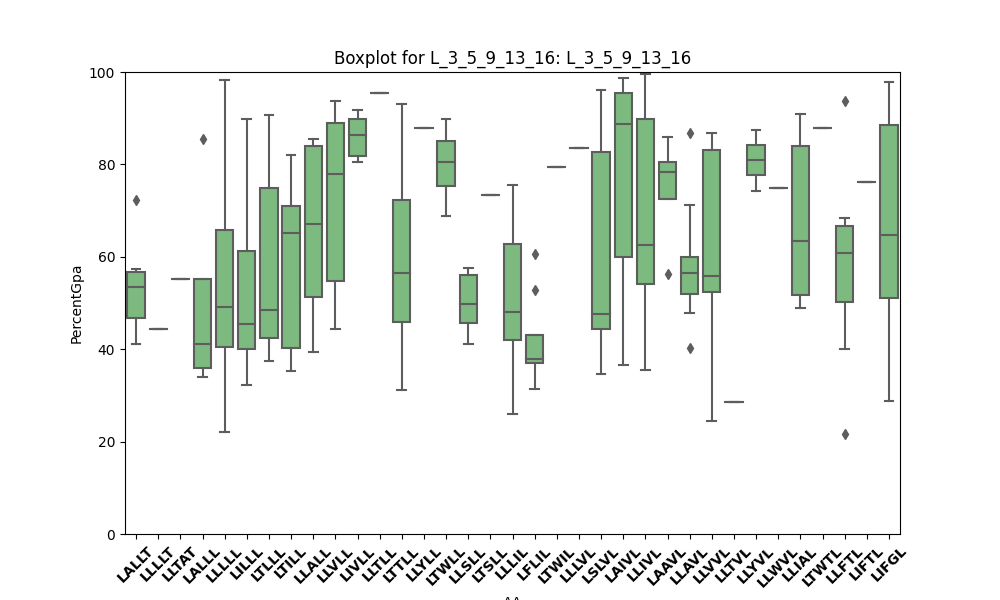 Boxplot for L_3_5_9_13_16: L_3_5_9_13_16
PercentGpa
100
80
60
40
20
0
LALLT
LLLLT
LLTAT
LALLL
LLLLL
LILLL
LTLLL
LTILL
LLALL
LLVLL
LIVLL
LLTLL
LTTLL
LLYLL
LTWLL
LLSLL
LTSLL
LLLIL
LFLIL
LTWIL
LLLVL
LSLVL
LAIVL
LLIVL
LAAVL
LLAVL
LLVVL
LLTVL
LLYVL
LLWVL
LLIAL
LTWTL
LLFTL
LIFTL
LIFGL